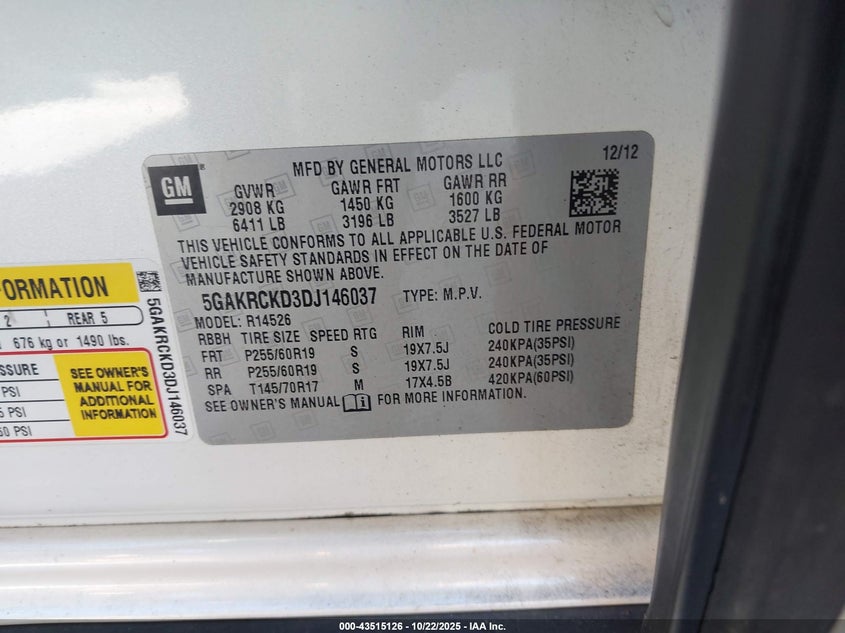 MFD BY GENERAL MOTORS LLC
12/12
GM
®
GVWR GAWR FRT GAWR RR
2908 KG 1450 KG 1600 KG
6411 LB 3196 LB 3527 LB
THIS VEHICLE CONFORMS TO ALL APPLICABLE U.S. FEDERAL MOTOR
VEHICLE SAFETY STANDARDS IN EFFECT ON THE DATE OF
MANUFACTURE SHOWN ABOVE.
5GAKRCKD3DJ146037 TYPE: M.P.V.
MODEL: R14526
RBBH TIRE SIZE SPEED RTG RIM COLD TIRE PRESSURE
FRT P255/60R19 S 19X7.5J 240KPA(35PSI)
RR P255/60R19 S 19X7.5J 240KPA(35PSI)
SPA T145/70R17 M 17X4.5B 420KPA(60PSI)
SEE OWNER'S MANUAL i FOR MORE INFORMATION.
ORMATION
2 REAR 5
676 kg or 1490 lbs.
SSURE
PSI
PSI
60 PSI
SEE OWNER'S
MANUAL FOR
ADDITIONAL
INFORMATION
5GAKRCKD3DJ146037
000-43515126 - 10/22/2025 - IAA Inc.